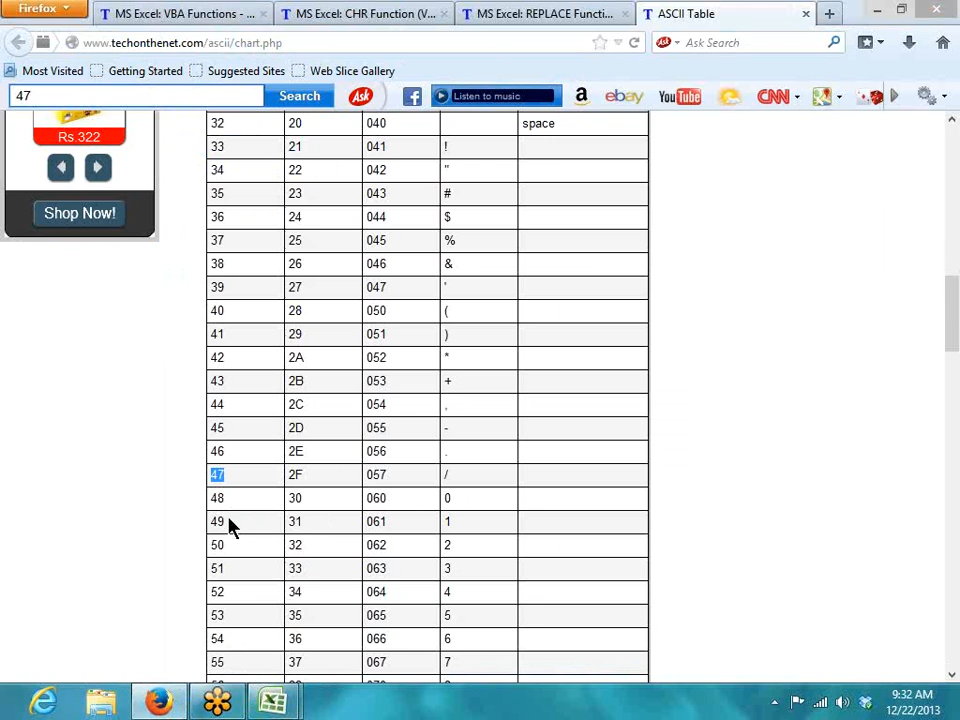 Firefox
MS Excel: VBA Functions - ...
MS Excel: CHR Function (V...
MS Excel: REPLACE Functi...
ASCII Table
www.techonthenet.com/ascii/chart.php
Ask Search
Most Visited
Getting Started
Suggested Sites
Web Slice Gallery
47
Search
Ask
Listen to music
a
ebay
YouTube
CNN
Rs.322
Shop Now!
32 20 040 space
33 21 041 !
34 22 042 "
35 23 043 #
36 24 044 $
37 25 045 %
38 26 046 &
39 27 047 '
40 28 050 (
41 29 051 )
42 2A 052 *
43 2B 053 +
44 2C 054 ,
45 2D 055 -
46 2E 056 .
47 2F 057 /
48 30 060 0
49 31 061 1
50 32 062 2
51 33 063 3
52 34 064 4
53 35 065 5
54 36 066 6
55 37 067 7
9:32 AM
12/22/2013